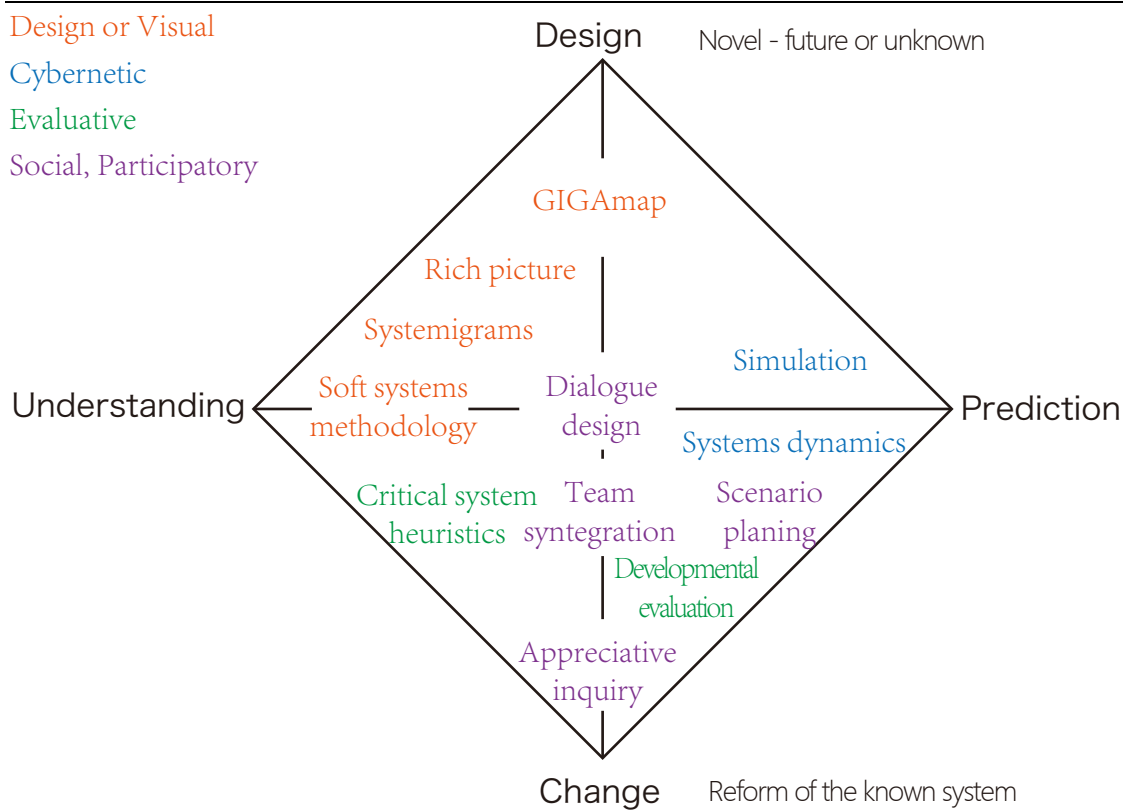 Design or Visual
Cybernetic
Evaluative
Social, Participatory
Design
Novel - future or unknown
GIGAmap
Rich picture
Systemigrams
Simulation
Understanding
Soft systems
methodology
Dialogue
design
Prediction
Systems dynamics
Critical system
heuristics
Team
syntegration
Scenario
planing
Developmental
evaluation
Appreciative
inquiry
Change
Reform of the known system